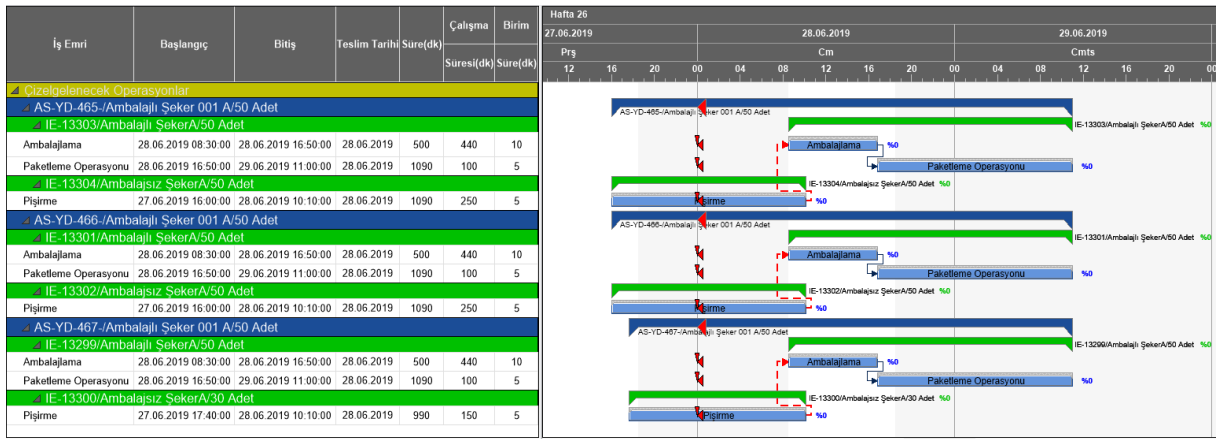 İş Emri Başlangıç Bitiş Teslim Tarihi Süre(dk) Çalışma Süresi(dk) Birim Süre(dk)
Çizelgelenecek Operasyonlar
AS-YD-465-/Ambalajlı Şeker 001 A/50 Adet
IE-13303/Ambalajlı ŞekerA/50 Adet
Ambalajlama 28.06.2019 08:30:00 28.06.2019 16:50:00 28.06.2019 500 440 10
Paketleme Operasyonu 28.06.2019 16:50:00 29.06.2019 11:00:00 28.06.2019 1090 100 5
IE-13304/Ambalajsız ŞekerA/50 Adet
Pişirme 27.06.2019 16:00:00 28.06.2019 10:10:00 28.06.2019 1090 250 5
AS-YD-466-/Ambalajlı Şeker 001 A/50 Adet
IE-13301/Ambalajlı ŞekerA/50 Adet
Ambalajlama 28.06.2019 08:30:00 28.06.2019 16:50:00 28.06.2019 500 440 10
Paketleme Operasyonu 28.06.2019 16:50:00 29.06.2019 11:00:00 28.06.2019 1090 100 5
IE-13302/Ambalajsız ŞekerA/50 Adet
Pişirme 27.06.2019 16:00:00 28.06.2019 10:10:00 28.06.2019 1090 250 5
AS-YD-467-/Ambalajlı Şeker 001 A/50 Adet
IE-13299/Ambalajlı ŞekerA/50 Adet
Ambalajlama 28.06.2019 08:30:00 28.06.2019 16:50:00 28.06.2019 500 440 10
Paketleme Operasyonu 28.06.2019 16:50:00 29.06.2019 11:00:00 28.06.2019 1090 100 5
IE-13300/Ambalajsız ŞekerA/30 Adet
Pişirme 27.06.2019 17:40:00 28.06.2019 10:10:00 28.06.2019 990 150 5
Hafta 26
27.06.2019 28.06.2019 29.06.2019
Prş Cm Cmts
12 16 20 00 04 08 12 16 20 00 04 08 12 16 20 00
AS-YD-465-/Ambalajlı Şeker 001 A/50 Adet
IE-13303/Ambalajlı ŞekerA/50 Adet %0
Ambalajlama %0
Paketleme Operasyonu %0
IE-13304/Ambalajsız ŞekerA/50 Adet %0
Pişirme %0
AS-YD-466-/Ambalajlı Şeker 001 A/50 Adet
IE-13301/Ambalajlı ŞekerA/50 Adet %0
Ambalajlama %0
Paketleme Operasyonu %0
IE-13302/Ambalajsız ŞekerA/50 Adet %0
Pişirme %0
AS-YD-467-/Ambalajlı Şeker 001 A/50 Adet
IE-13299/Ambalajlı ŞekerA/50 Adet %0
Ambalajlama %0
Paketleme Operasyonu %0
IE-13300/Ambalajsız ŞekerA/30 Adet %0
Pişirme %0